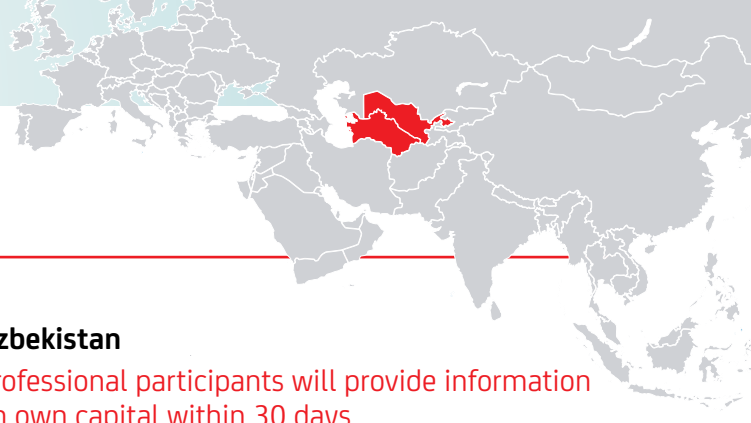 zbekistan
rofessional participants will provide information
n own capital within 30 days